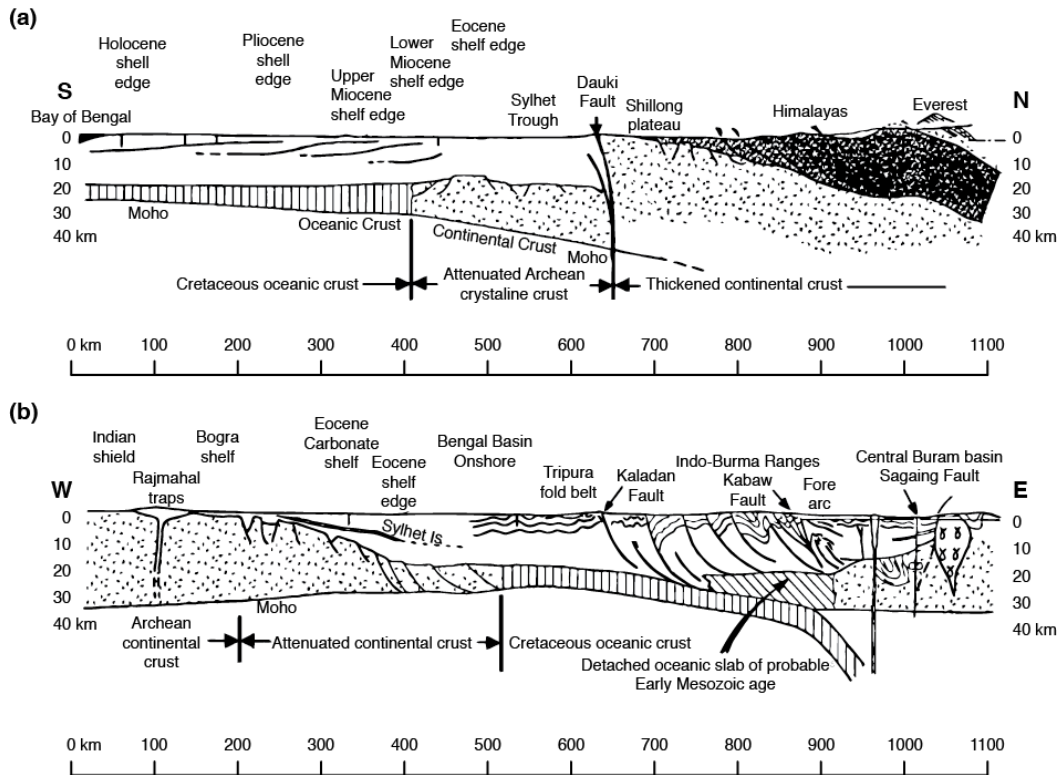 (a)
Holocene
shell
edge
Pliocene
shell
edge
Upper
Miocene
shelf edge
Lower
Miocene
shelf edge
Eocene
shelf edge
Sylhet
Trough
Dauki
Fault
Shillong
plateau
Himalayas
Everest
S
N
Bay of Bengal
0
10
20
30
40 km
0
10
20
30
40 km
Moho
Oceanic Crust
Continental Crust
Moho
Cretaceous oceanic crust
Attenuated Archean
crystaline crust
Thickened continental crust
0 km 100 200 300 400 500 600 700 800 900 1000 1100
(b)
Indian
shield
Rajmahal
traps
Bogra
shelf
Eocene
Carbonate
shelf
Eocene
shelf
edge
Bengal Basin
Onshore
Tripura
fold belt
Kaladan
Fault
Indo-Burma Ranges
Kabaw
Fault
Fore
arc
Central Buram basin
Sagaing Fault
W
E
0
10
20
30
40 km
0
10
20
30
40 km
Sylhet ls
H
Moho
Archean
continental
crust
Attenuated continental crust
Cretaceous oceanic crust
Detached oceanic slab of probable
Early Mesozoic age
0 km 100 200 300 400 500 600 700 800 900 1000 1100